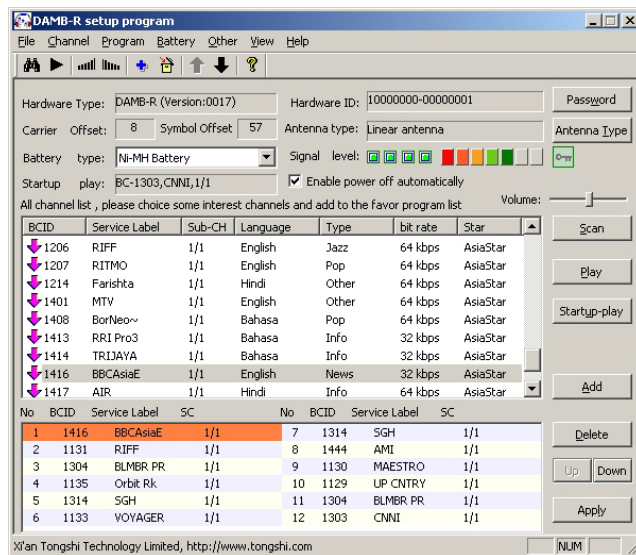 DAMB-R setup program
File Channel Program Battery Other View Help
Hardware Type: DAMB-R (Version:0017) Hardware ID: 10000000-00000001 Password
Carrier Offset: 8 Symbol Offset 57 Antenna type: Linear antenna Antenna Type
Battery type: Ni-MH Battery Signal level:
Startup play: BC-1303,CNNI,1/1 Enable power off automatically
All channel list , please choose some interest channels and add to the favor program list Volume:
BCID Service Label Sub-CH Language Type bit rate Star Scan
1206 RIFF 1/1 English Jazz 64 kbps AsiaStar
1207 RITMO 1/1 English Pop 64 kbps AsiaStar Play
1214 Farishta 1/1 Hindi Other 64 kbps AsiaStar
1401 MTV 1/1 English Other 64 kbps AsiaStar Startup-play
1408 BorNeo~ 1/1 Bahasa Pop 64 kbps AsiaStar
1413 RRI Pro3 1/1 Bahasa Info 32 kbps AsiaStar
1414 TRIJAYA 1/1 Bahasa Info 32 kbps AsiaStar
1416 BBCAsiaE 1/1 English News 32 kbps AsiaStar
1417 AIR 1/1 Hindi Info 64 kbps AsiaStar Add
No BCID Service Label SC No BCID Service Label SC
1 1416 BBCAsiaE 1/1 7 1314 SGH 1/1 Delete
2 1131 RIFF 1/1 8 1444 AMI 1/1
3 1304 BLMBR PR 1/1 9 1130 MAESTRO 1/1 Up Down
4 1135 Orbit Rk 1/1 10 1129 UP CNTRY 1/1
5 1314 SGH 1/1 11 1304 BLMBR PR 1/1 Apply
6 1133 VOYAGER 1/1 12 1303 CNNI 1/1
Xi'an Tongshi Technology Limited, http://www.tongshi.com NUM